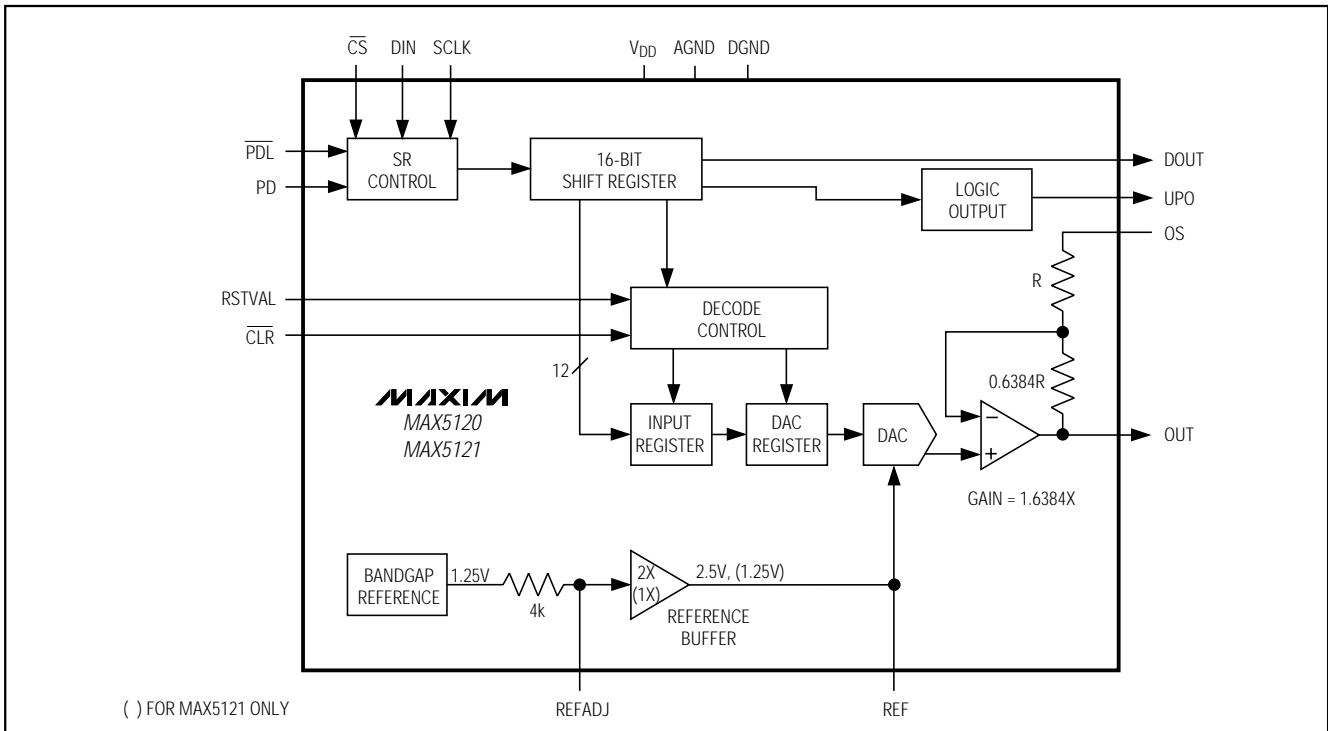 CS DIN SCLK VDD AGND DGND
PDL
PD
SR
CONTROL
16-BIT
SHIFT REGISTER
LOGIC
OUTPUT
DOUT
UPO
OS
R
RSTVAL
CLR
DECODE
CONTROL
12
0.6384R
MAXIM
MAX5120
MAX5121
INPUT
REGISTER
DAC
REGISTER
DAC
−
+
OUT
GAIN = 1.6384X
BANDGAP
REFERENCE
1.25V
4k
2X
(1X)
2.5V, (1.25V)
REFERENCE
BUFFER
( ) FOR MAX5121 ONLY
REFADJ
REF